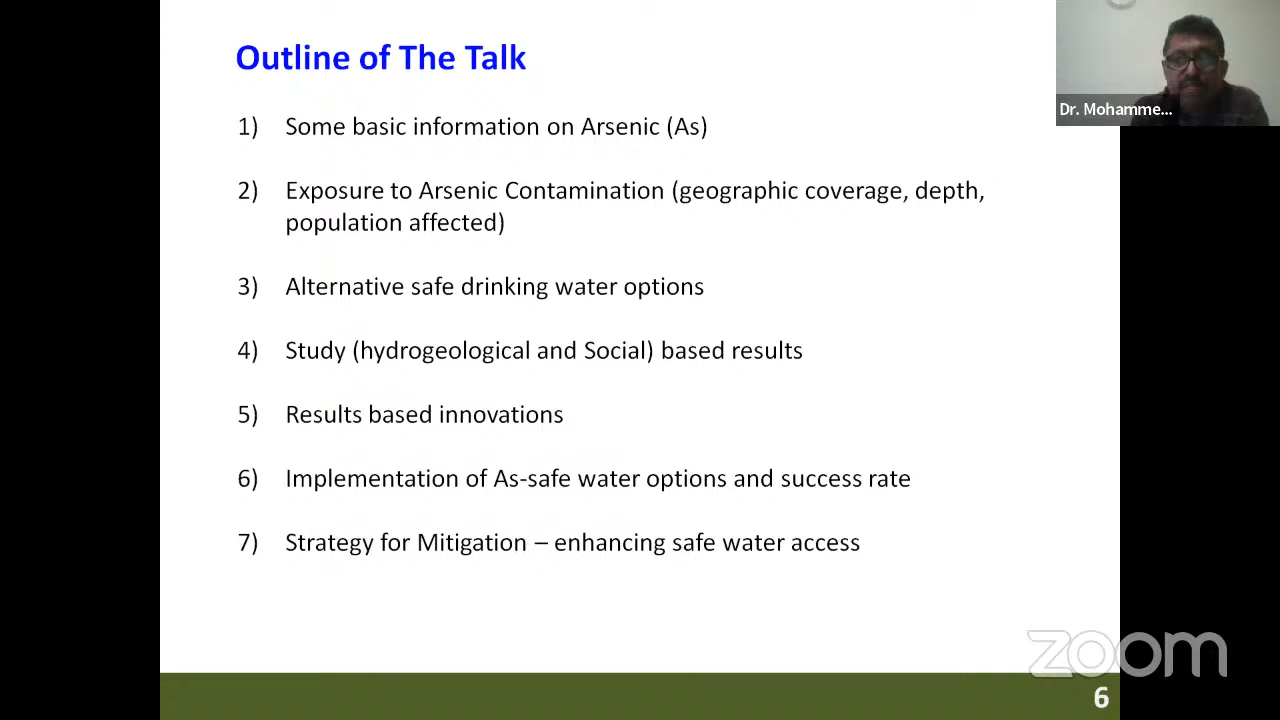 Outline of The Talk
Dr. Mohamme...
1) Some basic information on Arsenic (As)
2) Exposure to Arsenic Contamination (geographic coverage, depth,
population affected)
3) Alternative safe drinking water options
4) Study (hydrogeological and Social) based results
5) Results based innovations
6) Implementation of As-safe water options and success rate
7) Strategy for Mitigation – enhancing safe water access
zoom
6